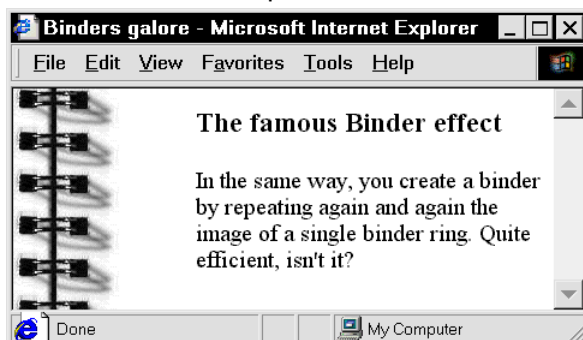 Binders galore - Microsoft Internet Explorer
File Edit View Favorites Tools Help
The famous Binder effect
In the same way, you create a binder
by repeating again and again the
image of a single binder ring. Quite
efficient, isn't it?
Done My Computer